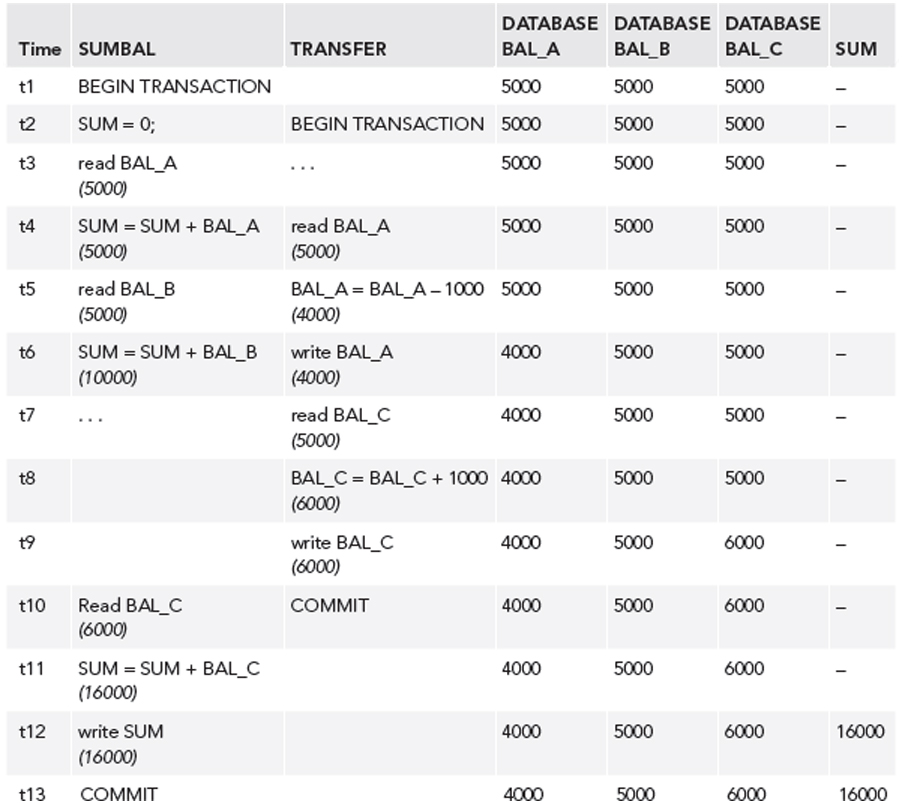 DATABASE DATABASE DATABASE
Time SUMBAL TRANSFER BAL_A BAL_B BAL_C SUM
t1 BEGIN TRANSACTION 5000 5000 5000 –
t2 SUM = 0; BEGIN TRANSACTION 5000 5000 5000 –
t3 read BAL_A . . . 5000 5000 5000 –
(5000)
t4 SUM = SUM + BAL_A read BAL_A 5000 5000 5000 –
(5000) (5000)
t5 read BAL_B BAL_A = BAL_A – 1000 5000 5000 5000 –
(5000) (4000)
t6 SUM = SUM + BAL_B write BAL_A 4000 5000 5000 –
(10000) (4000)
t7 . . . read BAL_C 4000 5000 5000 –
(5000)
t8 BAL_C = BAL_C + 1000 4000 5000 5000 –
(6000)
t9 write BAL_C 4000 5000 6000 –
(6000)
t10 Read BAL_C COMMIT 4000 5000 6000 –
(6000)
t11 SUM = SUM + BAL_C 4000 5000 6000 –
(16000)
t12 write SUM 4000 5000 6000 16000
(16000)
t13 COMMIT 4000 5000 6000 16000